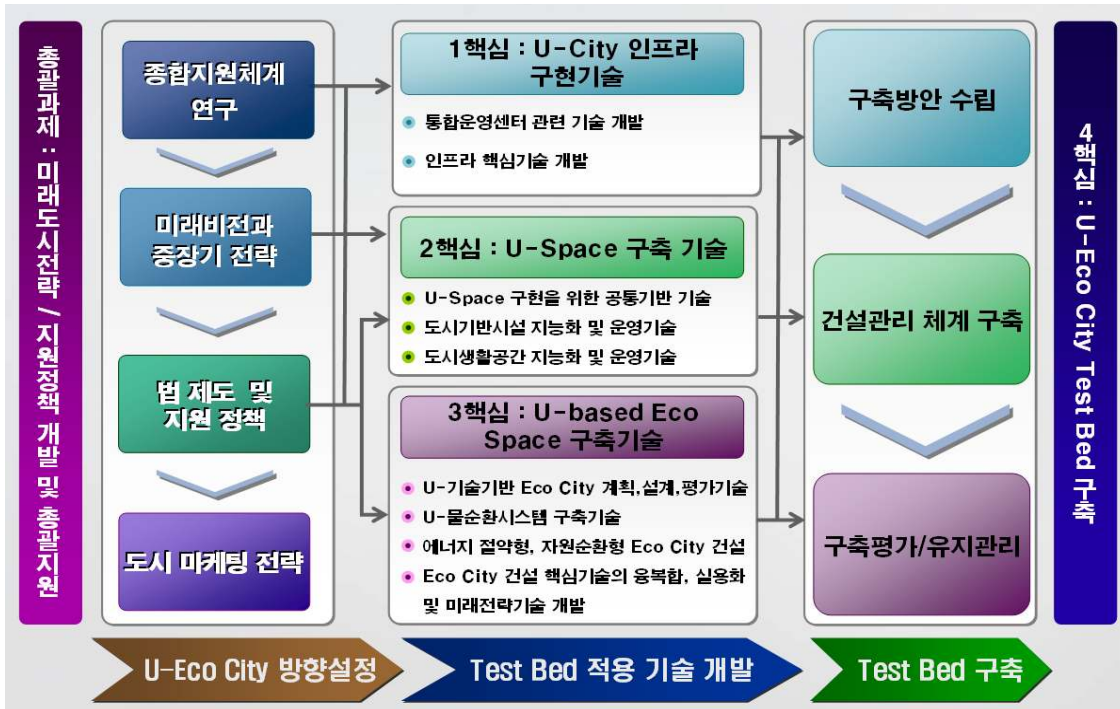 총괄과제 : 미래도시전략 / 지원정책 개발 및 총괄지원
종합지원체계
연구
미래비전과
중장기 전략
법 제도 및
지원 정책
도시 마케팅 전략
1핵심 : U-City 인프라
구현기술
통합운영센터 관련 기술 개발
인프라 핵심기술 개발
2핵심 : U-Space 구축 기술
U-Space 구현을 위한 공통기반 기술
도시기반시설 지능화 및 운영기술
도시생활공간 지능화 및 운영기술
3핵심 : U-based Eco
Space 구축기술
U-기술기반 Eco City 계획,설계,평가기술
U-물순환시스템 구축기술
에너지 절약형, 자원순환형 Eco City 건설
Eco City 건설 핵심기술의 융복합, 실용화
및 미래전략기술 개발
구축방안 수립
건설관리 체계 구축
구축평가/유지관리
4핵심 : U-Eco City Test Bed 구축
U-Eco City 방향설정
Test Bed 적용 기술 개발
Test Bed 구축